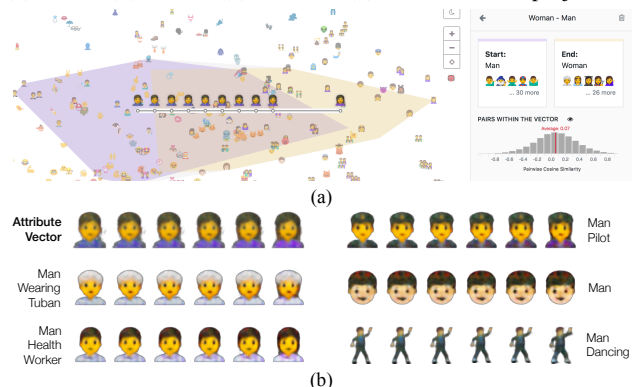 Woman - Man
Start:
Man
... 30 more
End:
Woman
... 26 more
PAIRS WITHIN THE VECTOR
Average: 0.07
-0.8 -0.6 -0.4 -0.2 0.0 0.2 0.4 0.6 0.8
Pairwise Cosine Similarity
(a)
Attribute
Vector
Man
Pilot
Man
Wearing
Tuban
Man
Man
Health
Worker
Man
Dancing
(b)